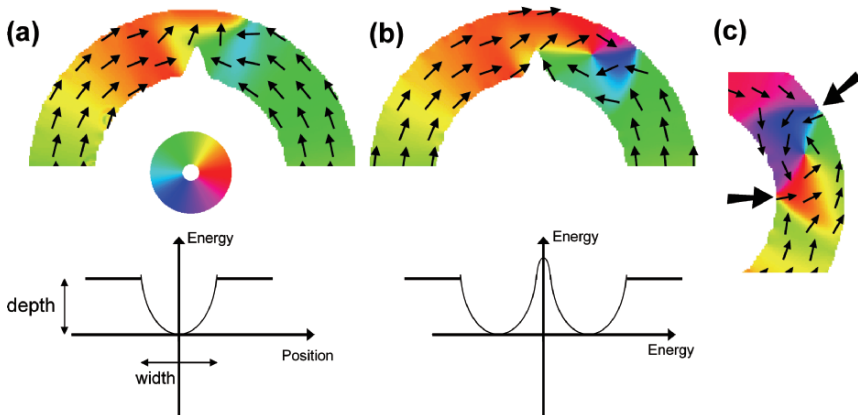 (a)
(b)
(c)
Energy
depth
Position
width
Energy
Energy